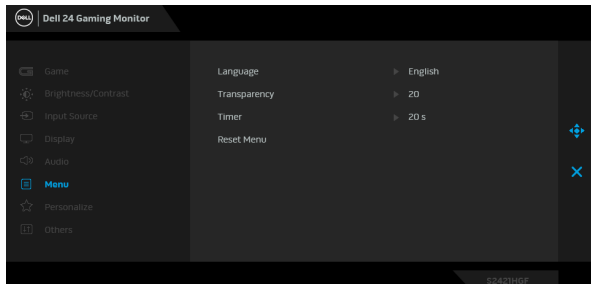 DELL
Dell 24 Gaming Monitor
Game
Brightness/Contrast
Input Source
Display
Audio
Menu
Personalize
Others
Language English
Transparency 20
Timer 20 s
Reset Menu
S2421HGF